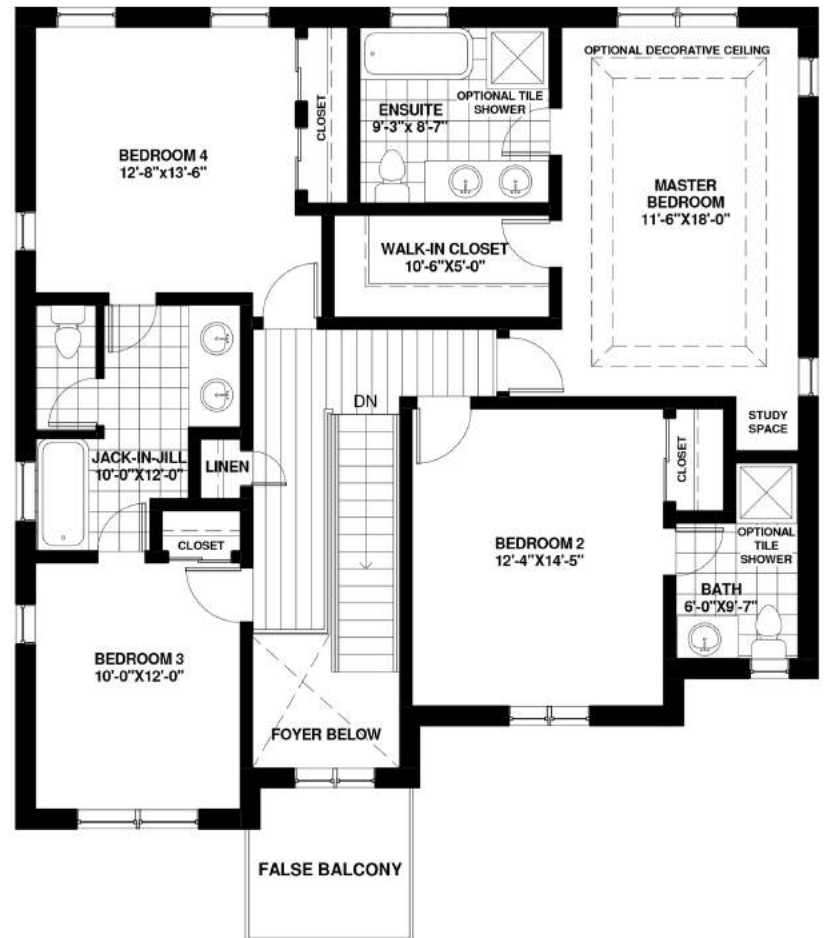 OPTIONAL DECORATIVE CEILING
CLOSET
ENSUITE
9'-3"x 8'-7"
OPTIONAL TILE
SHOWER
BEDROOM 4
12'-8"x13'-6"
MASTER
BEDROOM
11'-6"X18'-0"
WALK-IN CLOSET
10'-6"X5'-0"
DN
STUDY
SPACE
JACK-IN-JILL
10'-0"X12'-0"
LINEN
CLOSET
CLOSET
BEDROOM 2
12'-4"X14'-5"
OPTIONAL
TILE
SHOWER
BATH
6'-0"X9'-7"
BEDROOM 3
10'-0"X12'-0"
FOYER BELOW
FALSE BALCONY